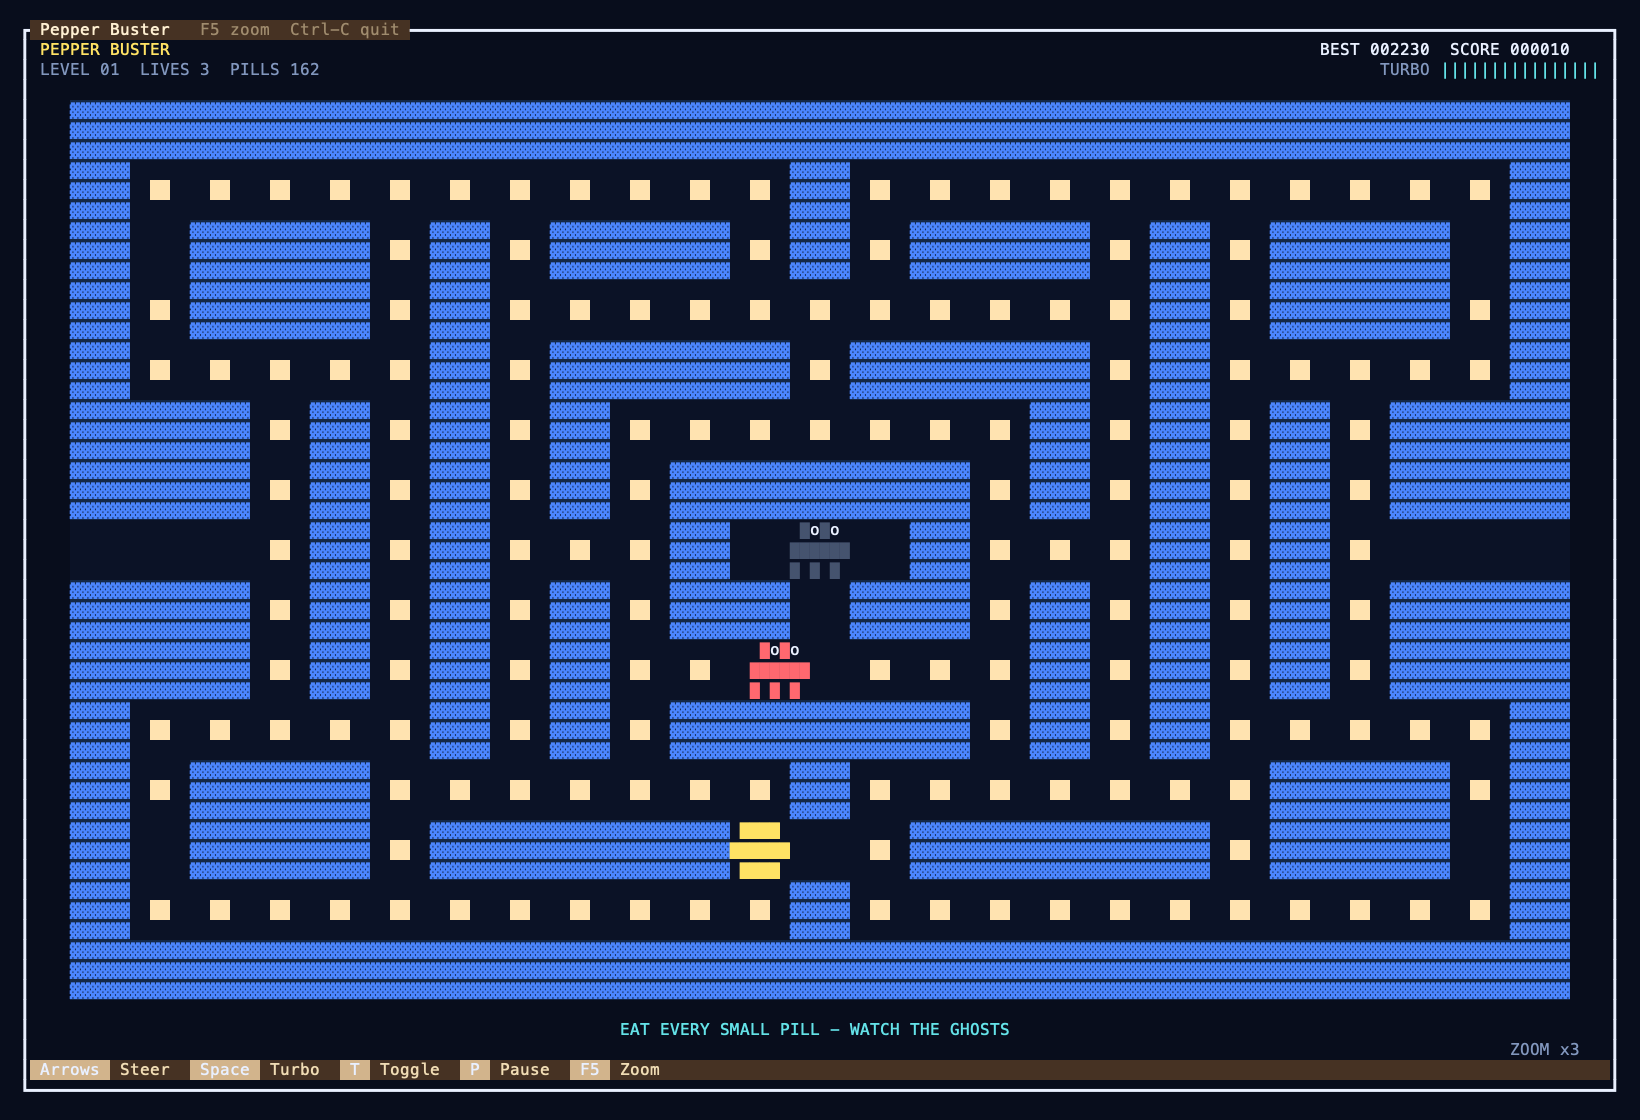 Pepper Buster F5 zoom Ctrl-C quit
PEPPER BUSTER BEST 002230 SCORE 000010
LEVEL 01 LIVES 3 PILLS 162 TURBO ||||||||||||||||
EAT EVERY SMALL PILL — WATCH THE GHOSTS
ZOOM x3
Arrows Steer Space Turbo T Toggle P Pause F5 Zoom